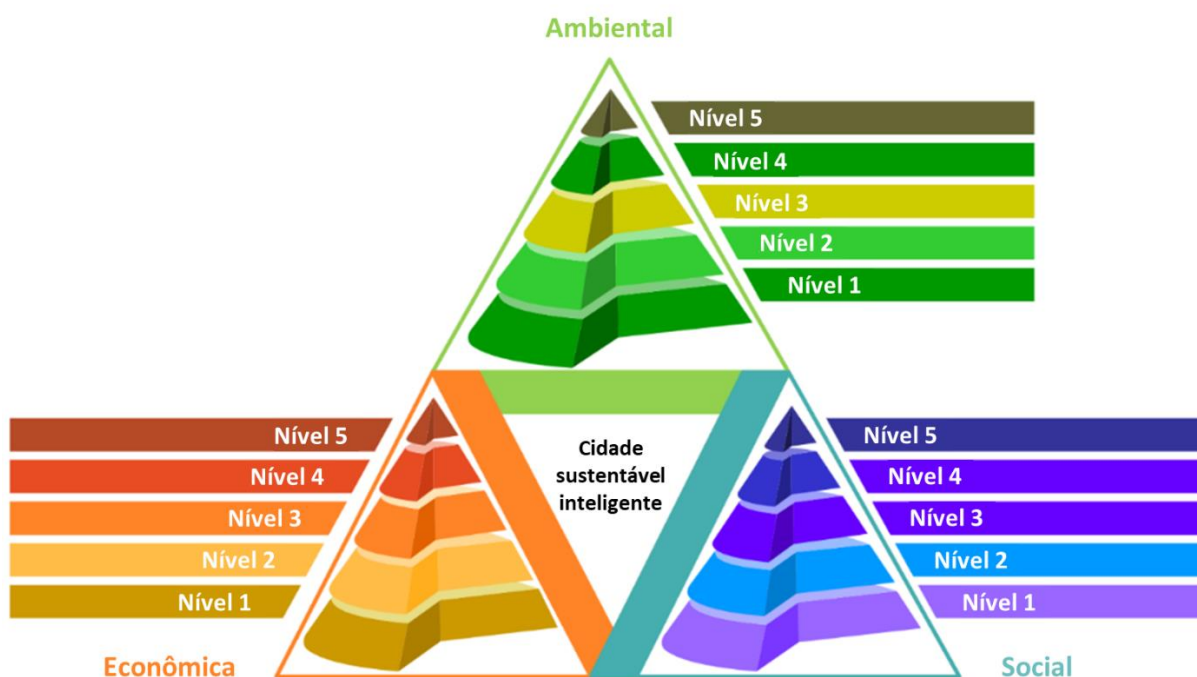 Ambiental
Nível 5
Nível 4
Nível 3
Nível 2
Nível 1
Cidade
sustentável
inteligente
Nível 5
Nível 4
Nível 3
Nível 2
Nível 1
Econômica
Nível 5
Nível 4
Nível 3
Nível 2
Nível 1
Social